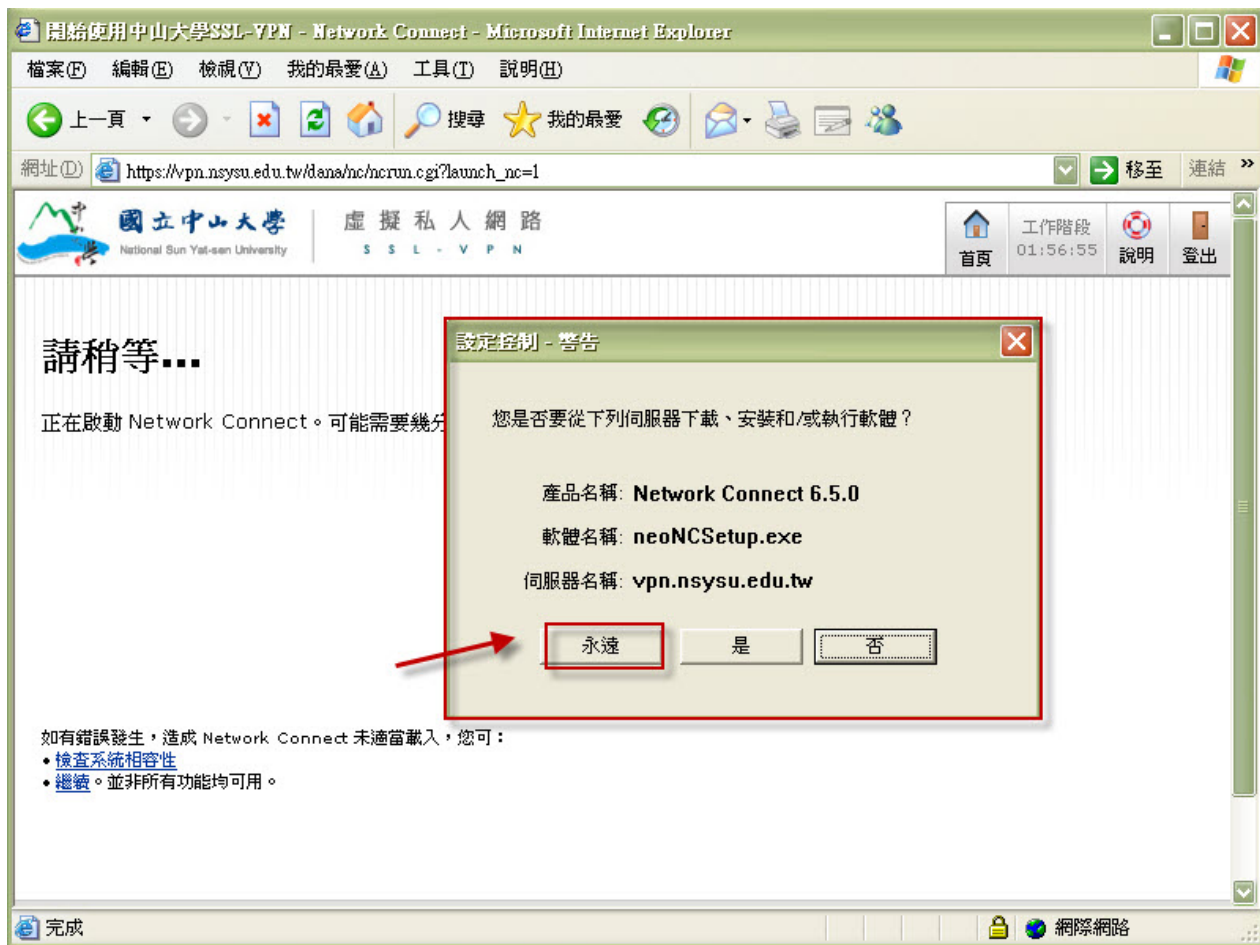 開始使用中山大學SSL-VPN - Network Connect - Microsoft Internet Explorer
檔案(F) 編輯(E) 檢視(V) 我的最愛(A) 工具(T) 說明(H)
上一頁 搜尋 我的最愛
網址(D) https://vpn.nsysu.edu.tw/dana/nc/ncrun.cgi?launch_nc=1 移至 連結 »
國立中山大學 虛擬私人網路
National Sun Yat-sen University SSL-VPN
首頁 工作階段 01:56:55 說明 登出
請稍等...
正在啟動 Network Connect。可能需要幾分
設定控制 - 警告
您是否要從下列伺服器下載、安裝和/或執行軟體？
產品名稱: Network Connect 6.5.0
軟體名稱: neoNCSetup.exe
伺服器名稱: vpn.nsysu.edu.tw
永遠 是 否
如有錯誤發生，造成 Network Connect 未適當載入，您可：
• 檢查系統相容性
• 繼續。並非所有功能均可用。
完成 網際網路